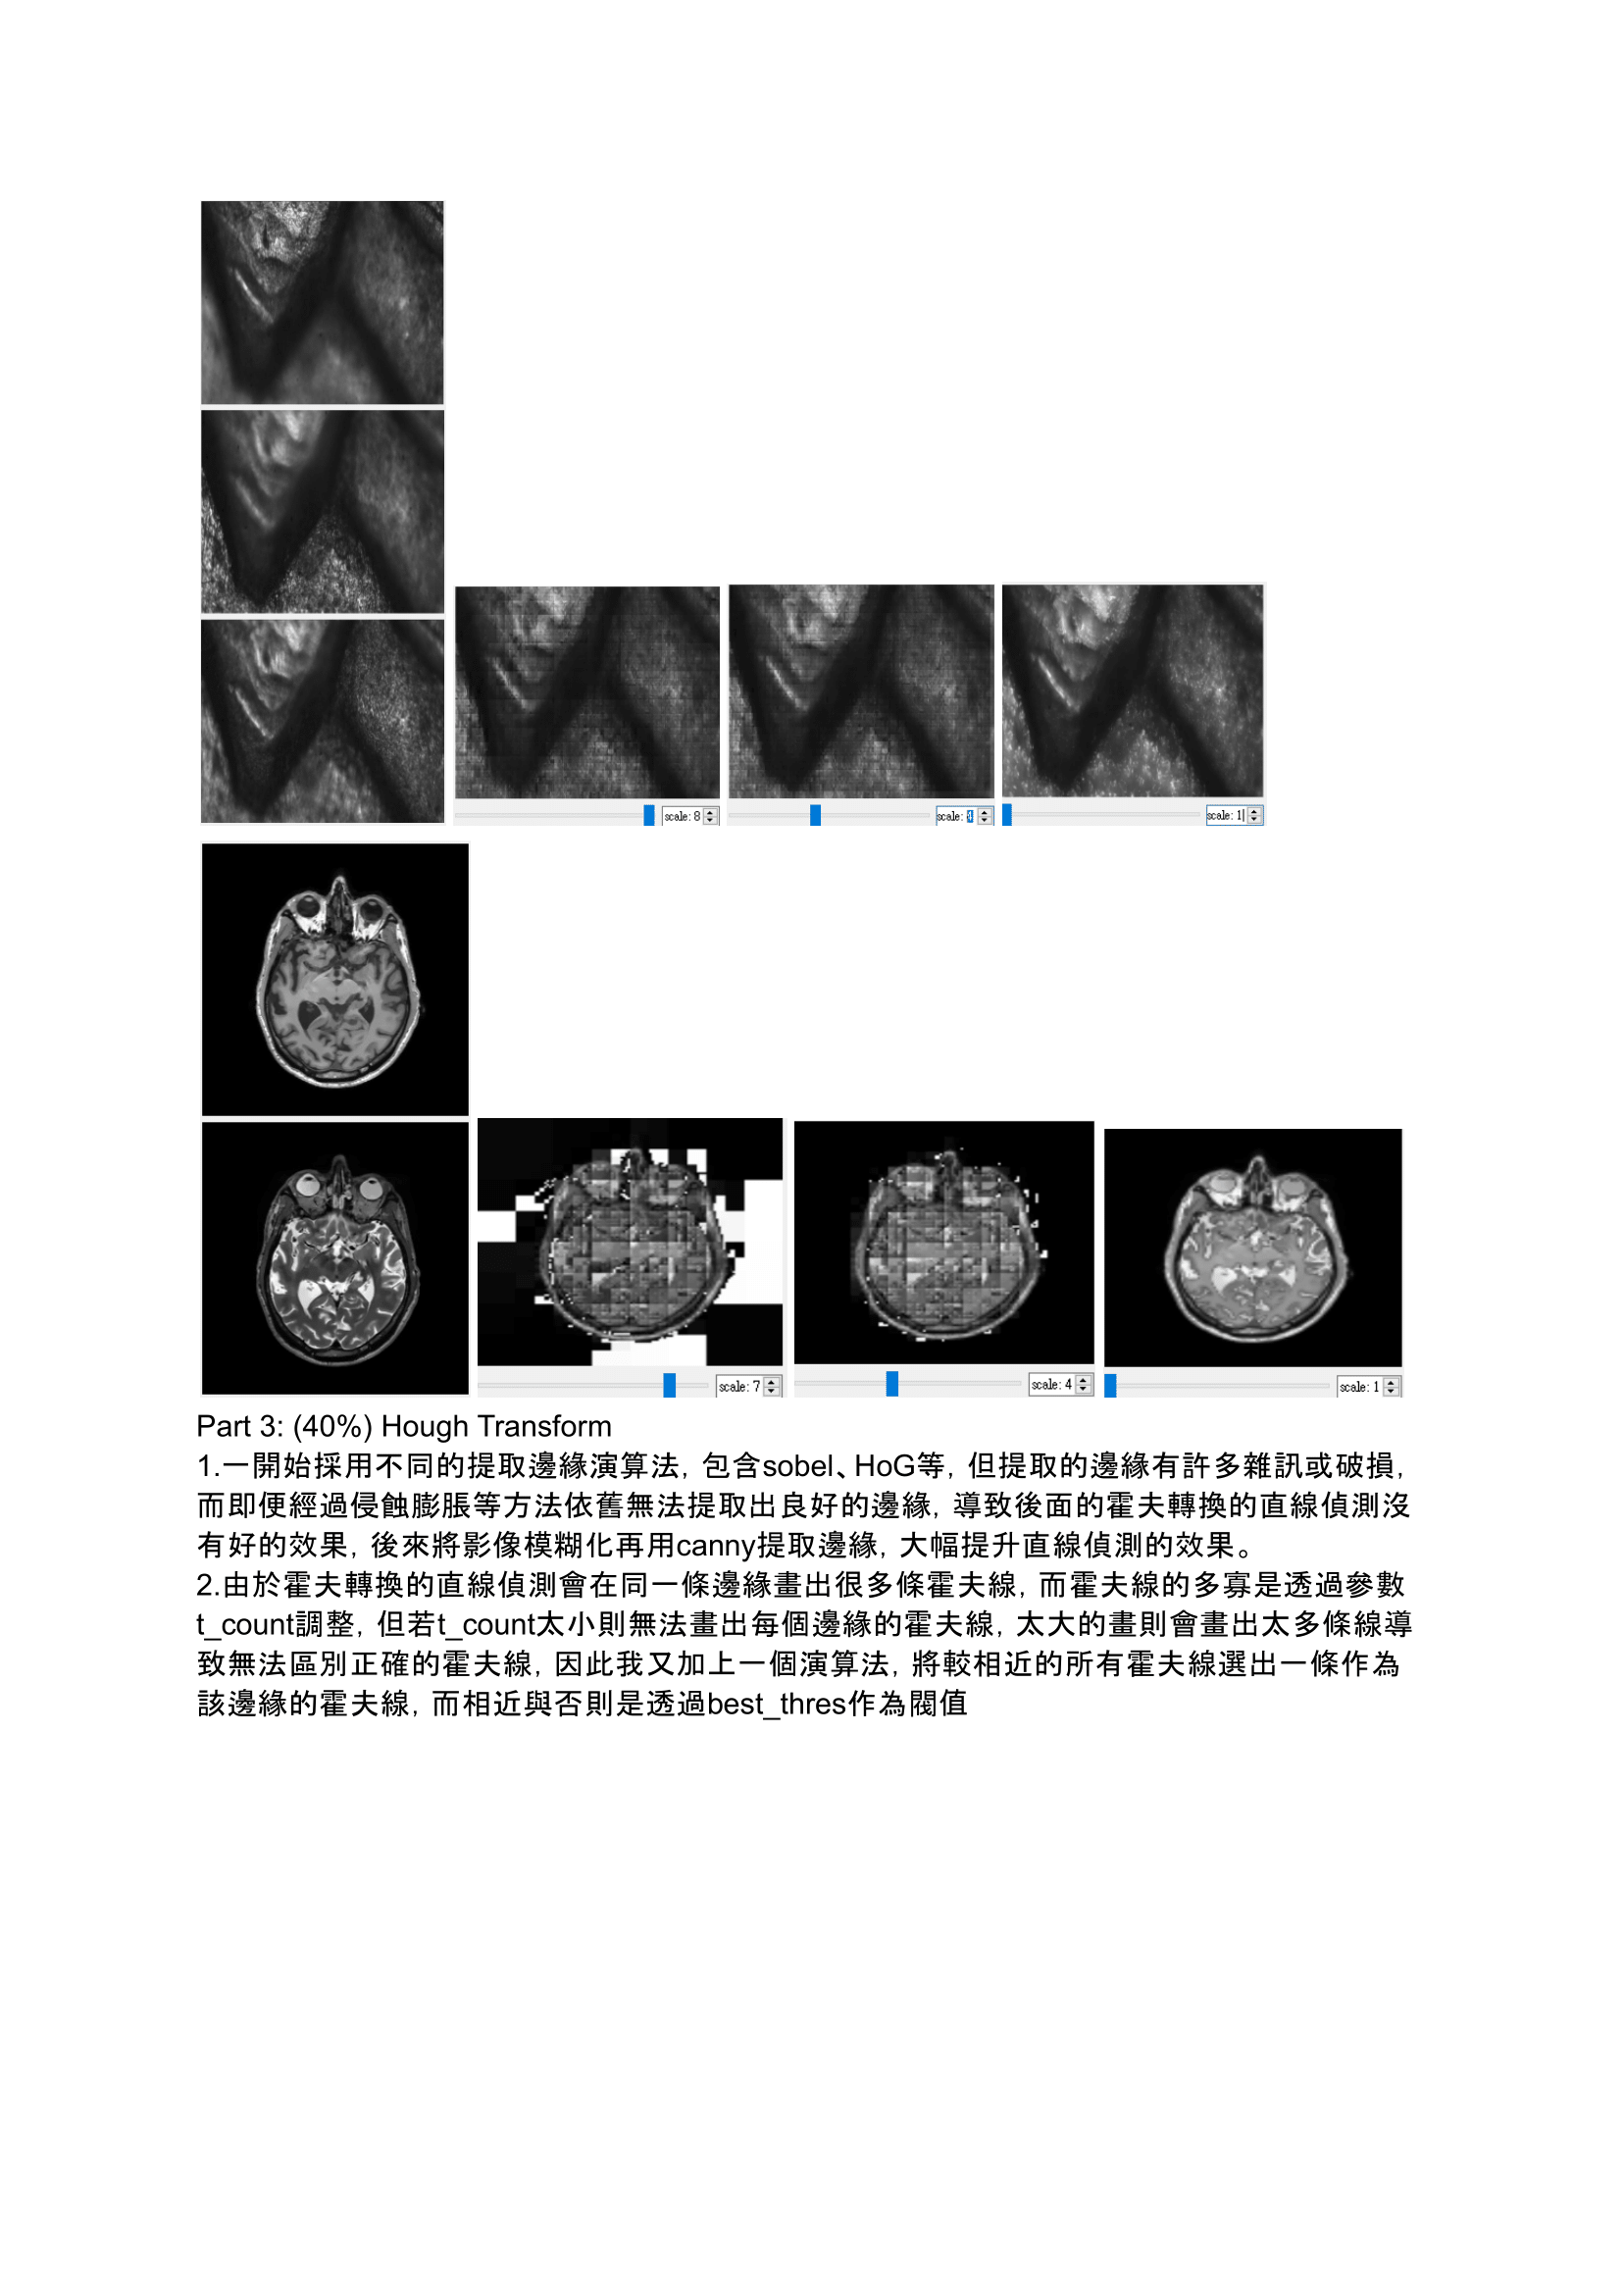 scale: 8
scale: 4
scale: 1
scale: 7
scale: 4
scale: 1
Part 3: (40%) Hough Transform
1.一開始採用不同的提取邊緣演算法，包含sobel、HoG等，但提取的邊緣有許多雜訊或破損，
而即便經過侵蝕膨脹等方法依舊無法提取出良好的邊緣，導致後面的霍夫轉換的直線偵測沒
有好的效果，後來將影像模糊化再用canny提取邊緣，大幅提升直線偵測的效果。
2.由於霍夫轉換的直線偵測會在同一條邊緣畫出很多條霍夫線，而霍夫線的多寡是透過參數
t_count調整，但若t_count太小則無法畫出每個邊緣的霍夫線，太大的畫則會畫出太多條線導
致無法區別正確的霍夫線，因此我又加上一個演算法，將較相近的所有霍夫線選出一條作為
該邊緣的霍夫線，而相近與否則是透過best_thres作為閥值